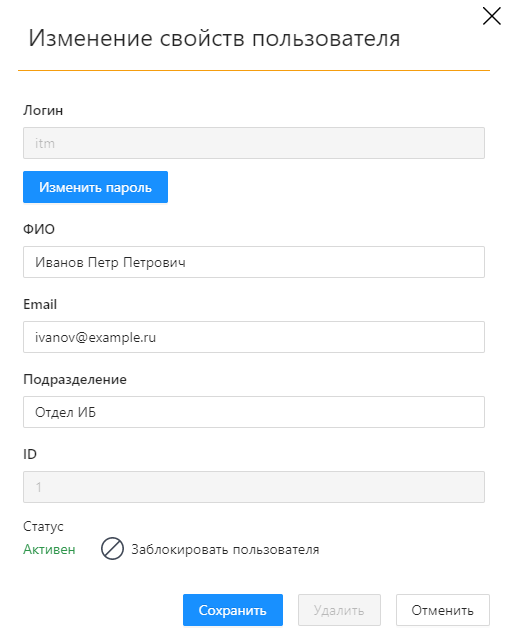 Изменение свойств пользователя
Логин
itm
Изменить пароль
ФИО
Иванов Петр Петрович
Email
ivanov@example.ru
Подразделение
Отдел ИБ
ID
1
Статус
Активен Заблокировать пользователя
Сохранить Удалить Отменить